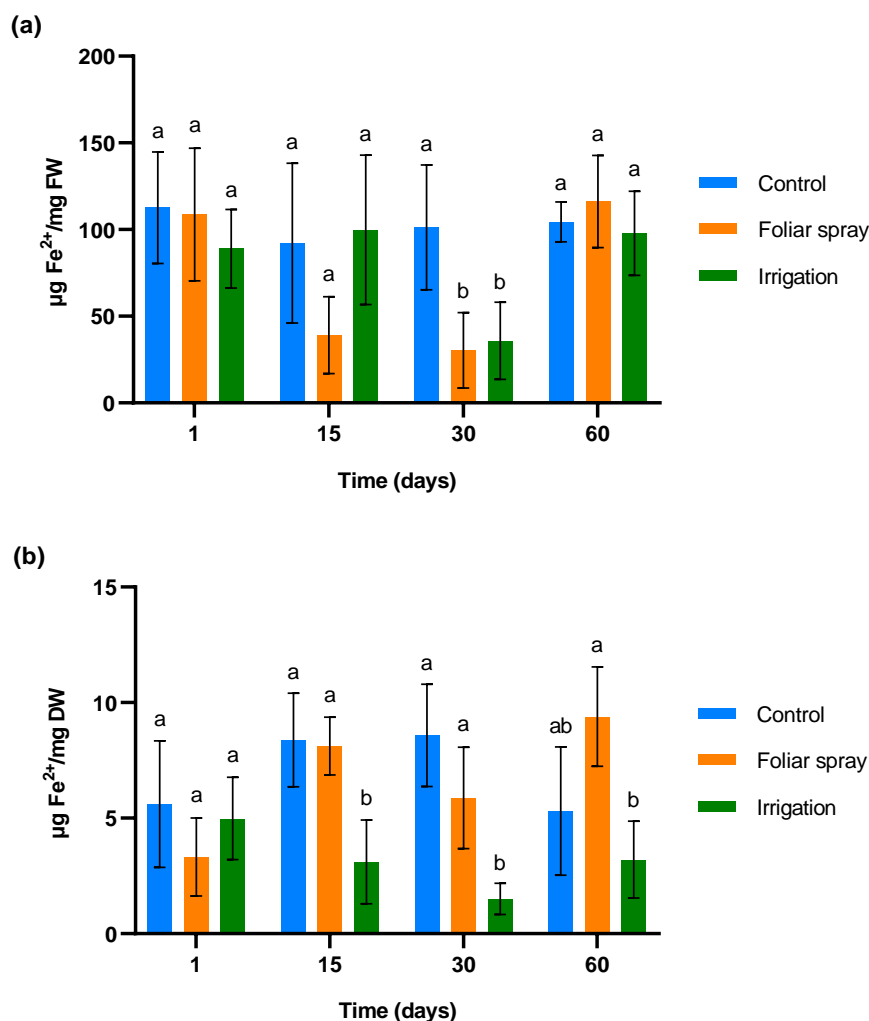 (a)
200
150
100
50
0
µg Fe²⁺/mg FW
a a a
a a a
a b b
a a a
1 15 30 60
Time (days)
Control
Foliar spray
Irrigation
(b)
15
10
5
0
µg Fe²⁺/mg DW
a a a
a a b
a a b
ab a b
1 15 30 60
Time (days)
Control
Foliar spray
Irrigation